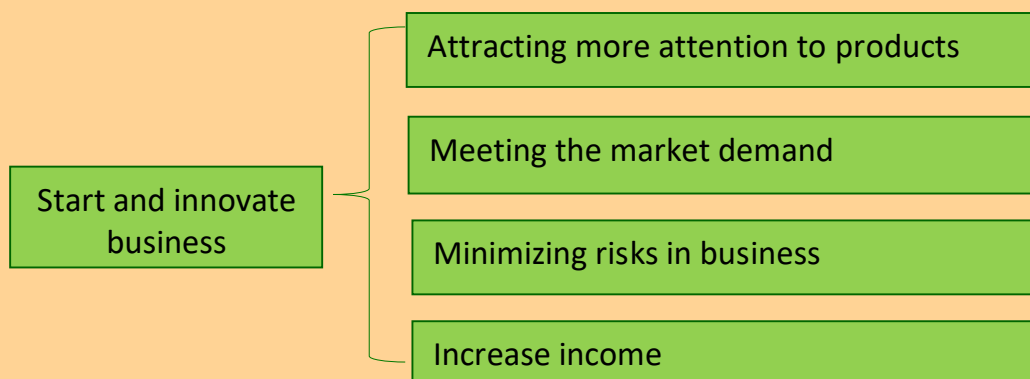 Attracting more attention to products
Meeting the market demand
Start and innovate
business
Minimizing risks in business
Increase income